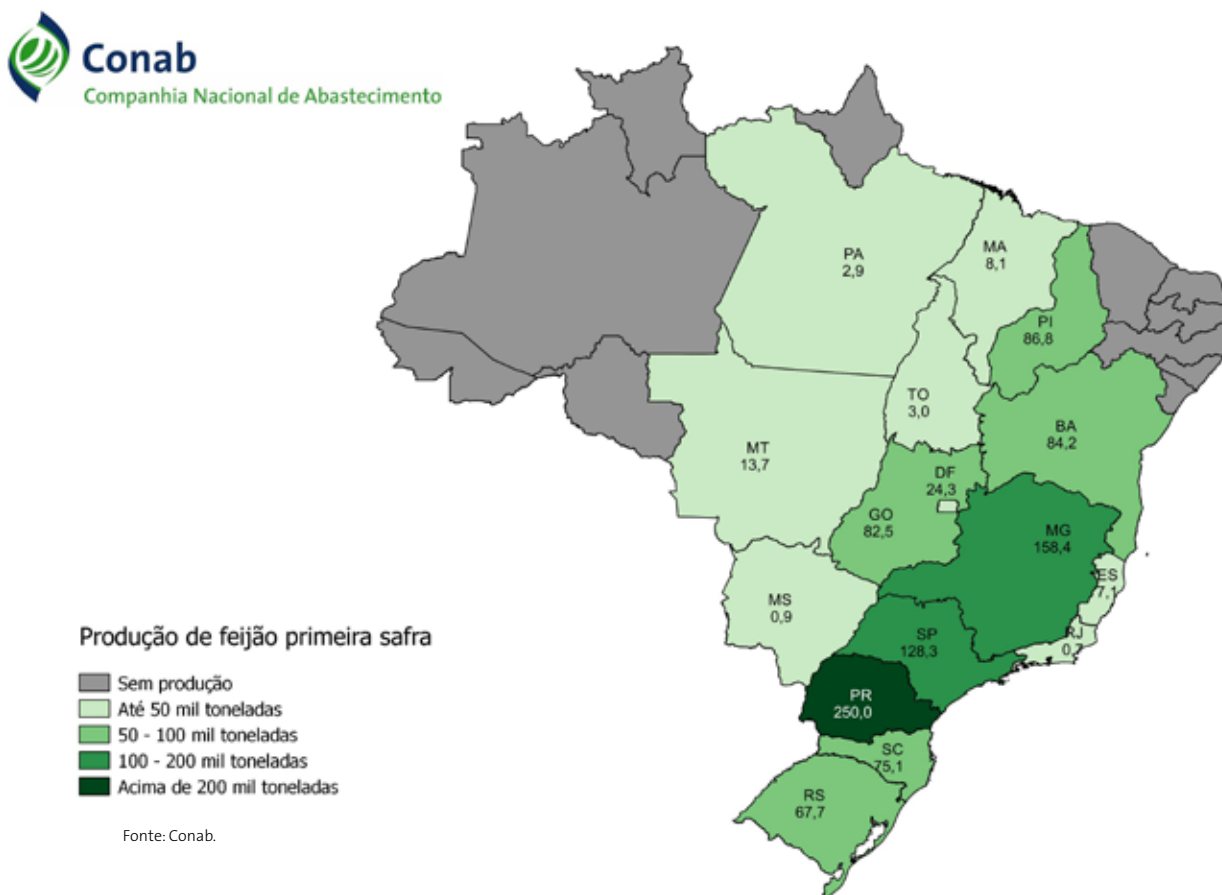 Conab
Companhia Nacional de Abastecimento
PA
2,9
MA
8,1
PI
86,8
TO
3,0
BA
84,2
MT
13,7
DF
24,3
GO
82,5
MG
158,4
ES
7,1
MS
0,9
SP
128,3
RJ
0,7
PR
250,0
SC
75,1
RS
67,7
Produção de feijão primeira safra
Sem produção
Até 50 mil toneladas
50 - 100 mil toneladas
100 - 200 mil toneladas
Acima de 200 mil toneladas
Fonte: Conab.